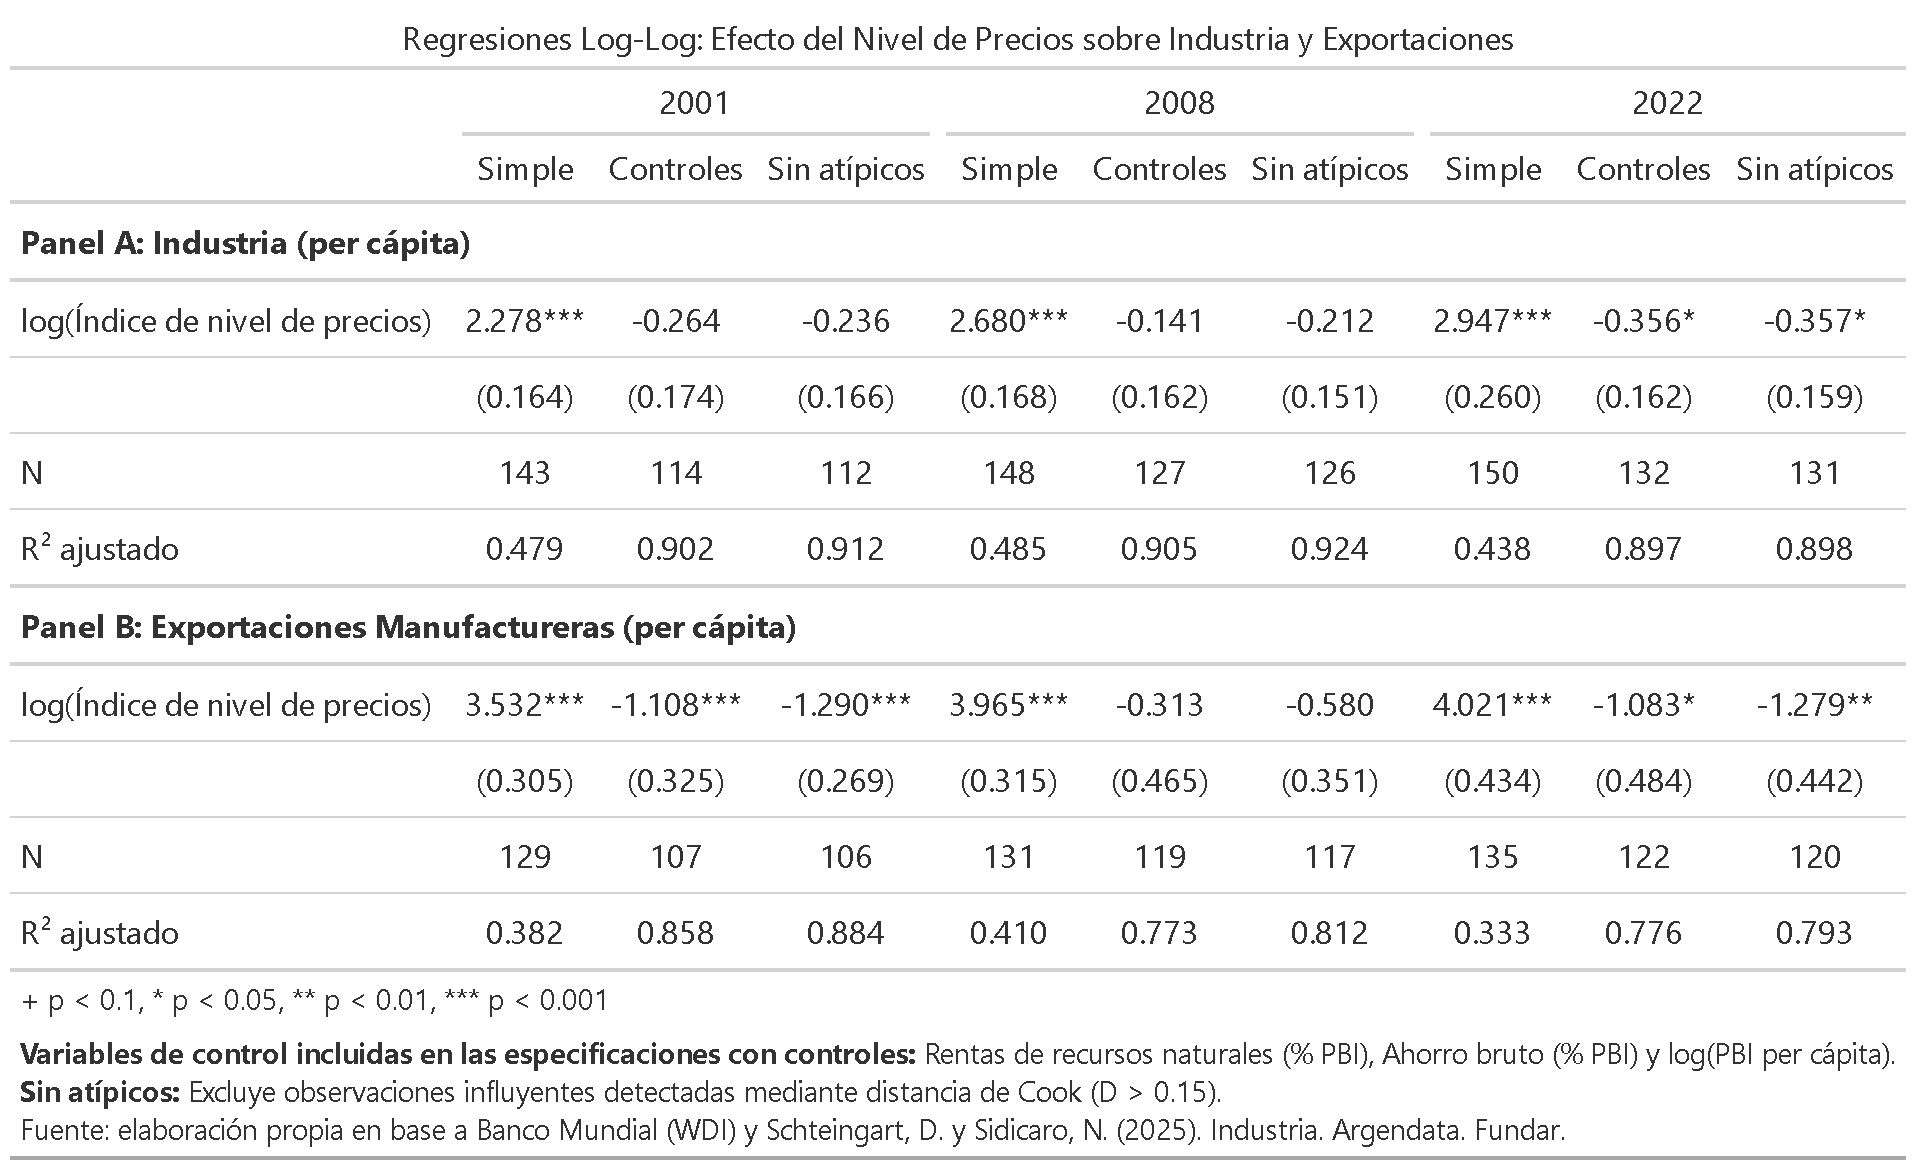 Regresiones Log-Log: Efecto del Nivel de Precios sobre Industria y Exportaciones
2001 2008 2022
Simple Controles Sin atípicos Simple Controles Sin atípicos Simple Controles Sin atípicos
Panel A: Industria (per cápita)
log(Índice de nivel de precios) 2.278*** -0.264 -0.236 2.680*** -0.141 -0.212 2.947*** -0.356* -0.357*
(0.164) (0.174) (0.166) (0.168) (0.162) (0.151) (0.260) (0.162) (0.159)
N 143 114 112 148 127 126 150 132 131
R² ajustado 0.479 0.902 0.912 0.485 0.905 0.924 0.438 0.897 0.898
Panel B: Exportaciones Manufactureras (per cápita)
log(Índice de nivel de precios) 3.532*** -1.108*** -1.290*** 3.965*** -0.313 -0.580 4.021*** -1.083* -1.279**
(0.305) (0.325) (0.269) (0.315) (0.465) (0.351) (0.434) (0.484) (0.442)
N 129 107 106 131 119 117 135 122 120
R² ajustado 0.382 0.858 0.884 0.410 0.773 0.812 0.333 0.776 0.793
+ p < 0.1, * p < 0.05, ** p < 0.01, *** p < 0.001
Variables de control incluidas en las especificaciones con controles: Rentas de recursos naturales (% PBI), Ahorro bruto (% PBI) y log(PBI per cápita).
Sin atípicos: Excluye observaciones influyentes detectadas mediante distancia de Cook (D > 0.15).
Fuente: elaboración propia en base a Banco Mundial (WDI) y Schteingart, D. y Sidicaro, N. (2025). Industria. Argendata. Fundar.